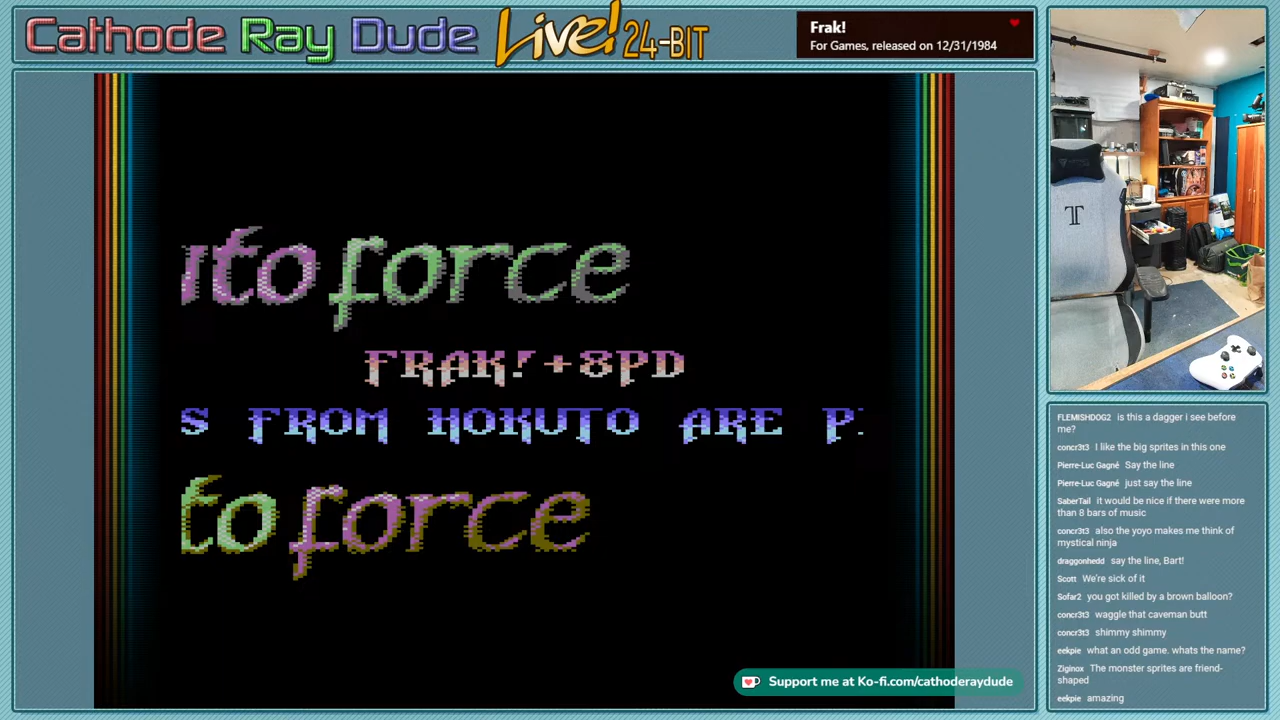 Cathode Ray Dude Live! 24-BIT
Frak!
For Games, released on 12/31/1984
to force
FRAK!+8PD
S FROM HOKUTO ARE
to force
Support me at Ko-fi.com/cathoderaydude
FLEMISHDOG2 is this a dagger i see before
me?
concr3t3 I like the big sprites in this one
Pierre-Luc Gagné Say the line
Pierre-Luc Gagné just say the line
SaberTail it would be nice if there were more
than 8 bars of music
concr3t3 also the yoyo makes me think of
mystical ninja
draggonhedd say the line, Bart!
Scott We're sick of it
Sofar2 you got killed by a brown balloon?
concr3t3 waggle that caveman butt
concr3t3 shimmy shimmy
eekpie what an odd game. whats the name?
Ziginox The monster sprites are friend-
shaped
eekpie amazing